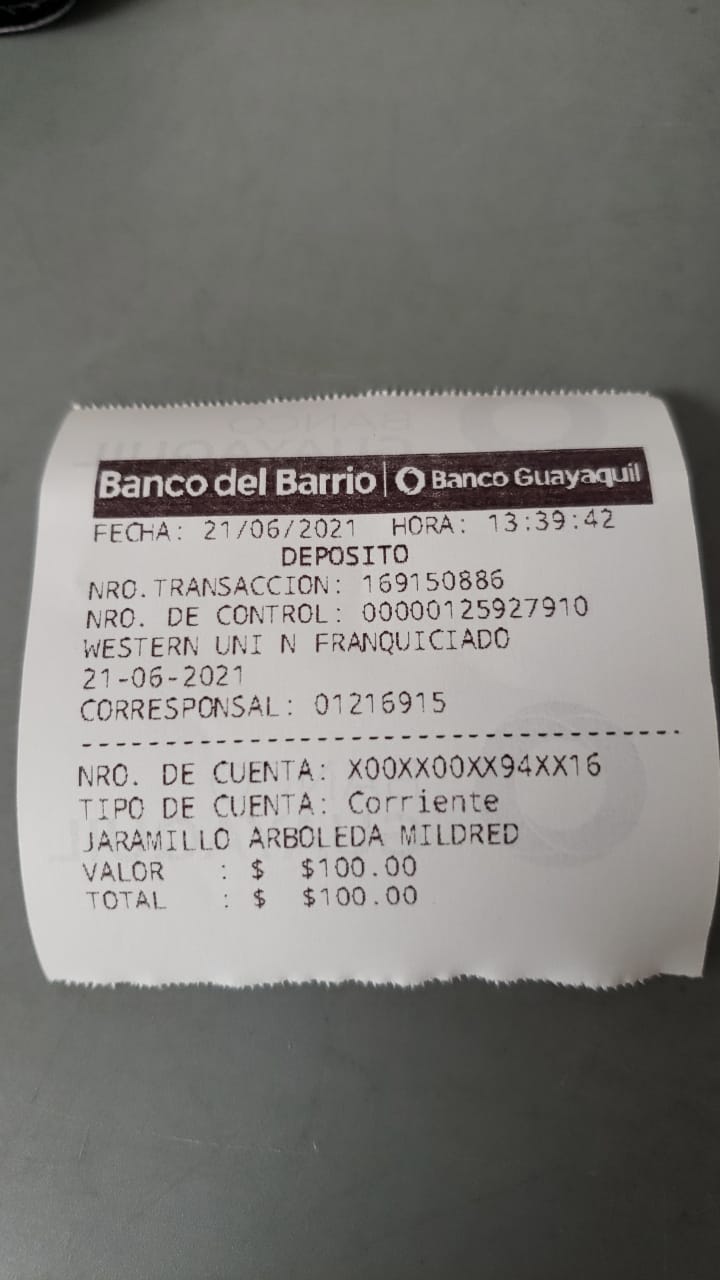 Banco del Barrio | Banco Guayaquil
FECHA: 21/06/2021 HORA: 13:39:42
DEPOSITO
NRO.TRANSACCION: 169150886
NRO. DE CONTROL: 00000125927910
WESTERN UNI N FRANQUICIADO
21-06-2021
CORRESPONSAL: 01216915
NRO. DE CUENTA: X00XX00XX94XX16
TIPO DE CUENTA: Corriente
JARAMILLO ARBOLEDA MILDRED
VALOR : $ $100.00
TOTAL : $ $100.00